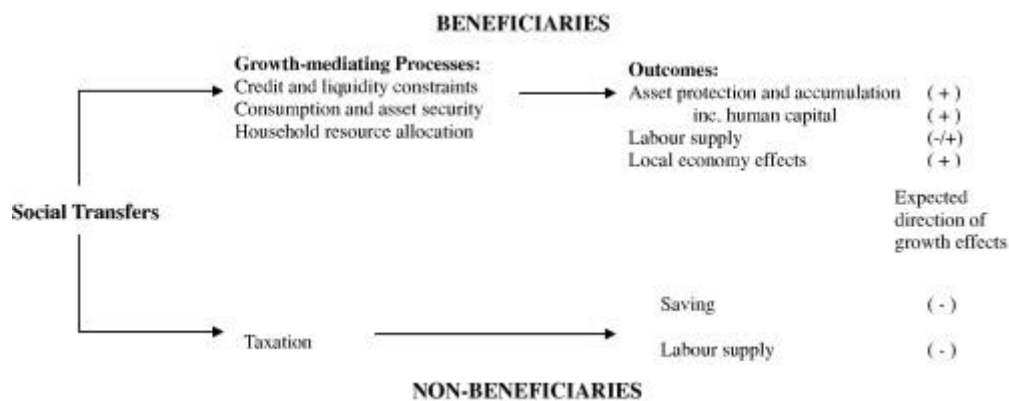 BENEFICIARIES
Growth-mediating Processes:
Credit and liquidity constraints
Consumption and asset security
Household resource allocation
Outcomes:
Asset protection and accumulation ( + )
inc. human capital ( + )
Labour supply (-/+)
Local economy effects ( + )
Social Transfers
Expected
direction of
growth effects
Saving ( - )
Taxation
Labour supply ( - )
NON-BENEFICIARIES